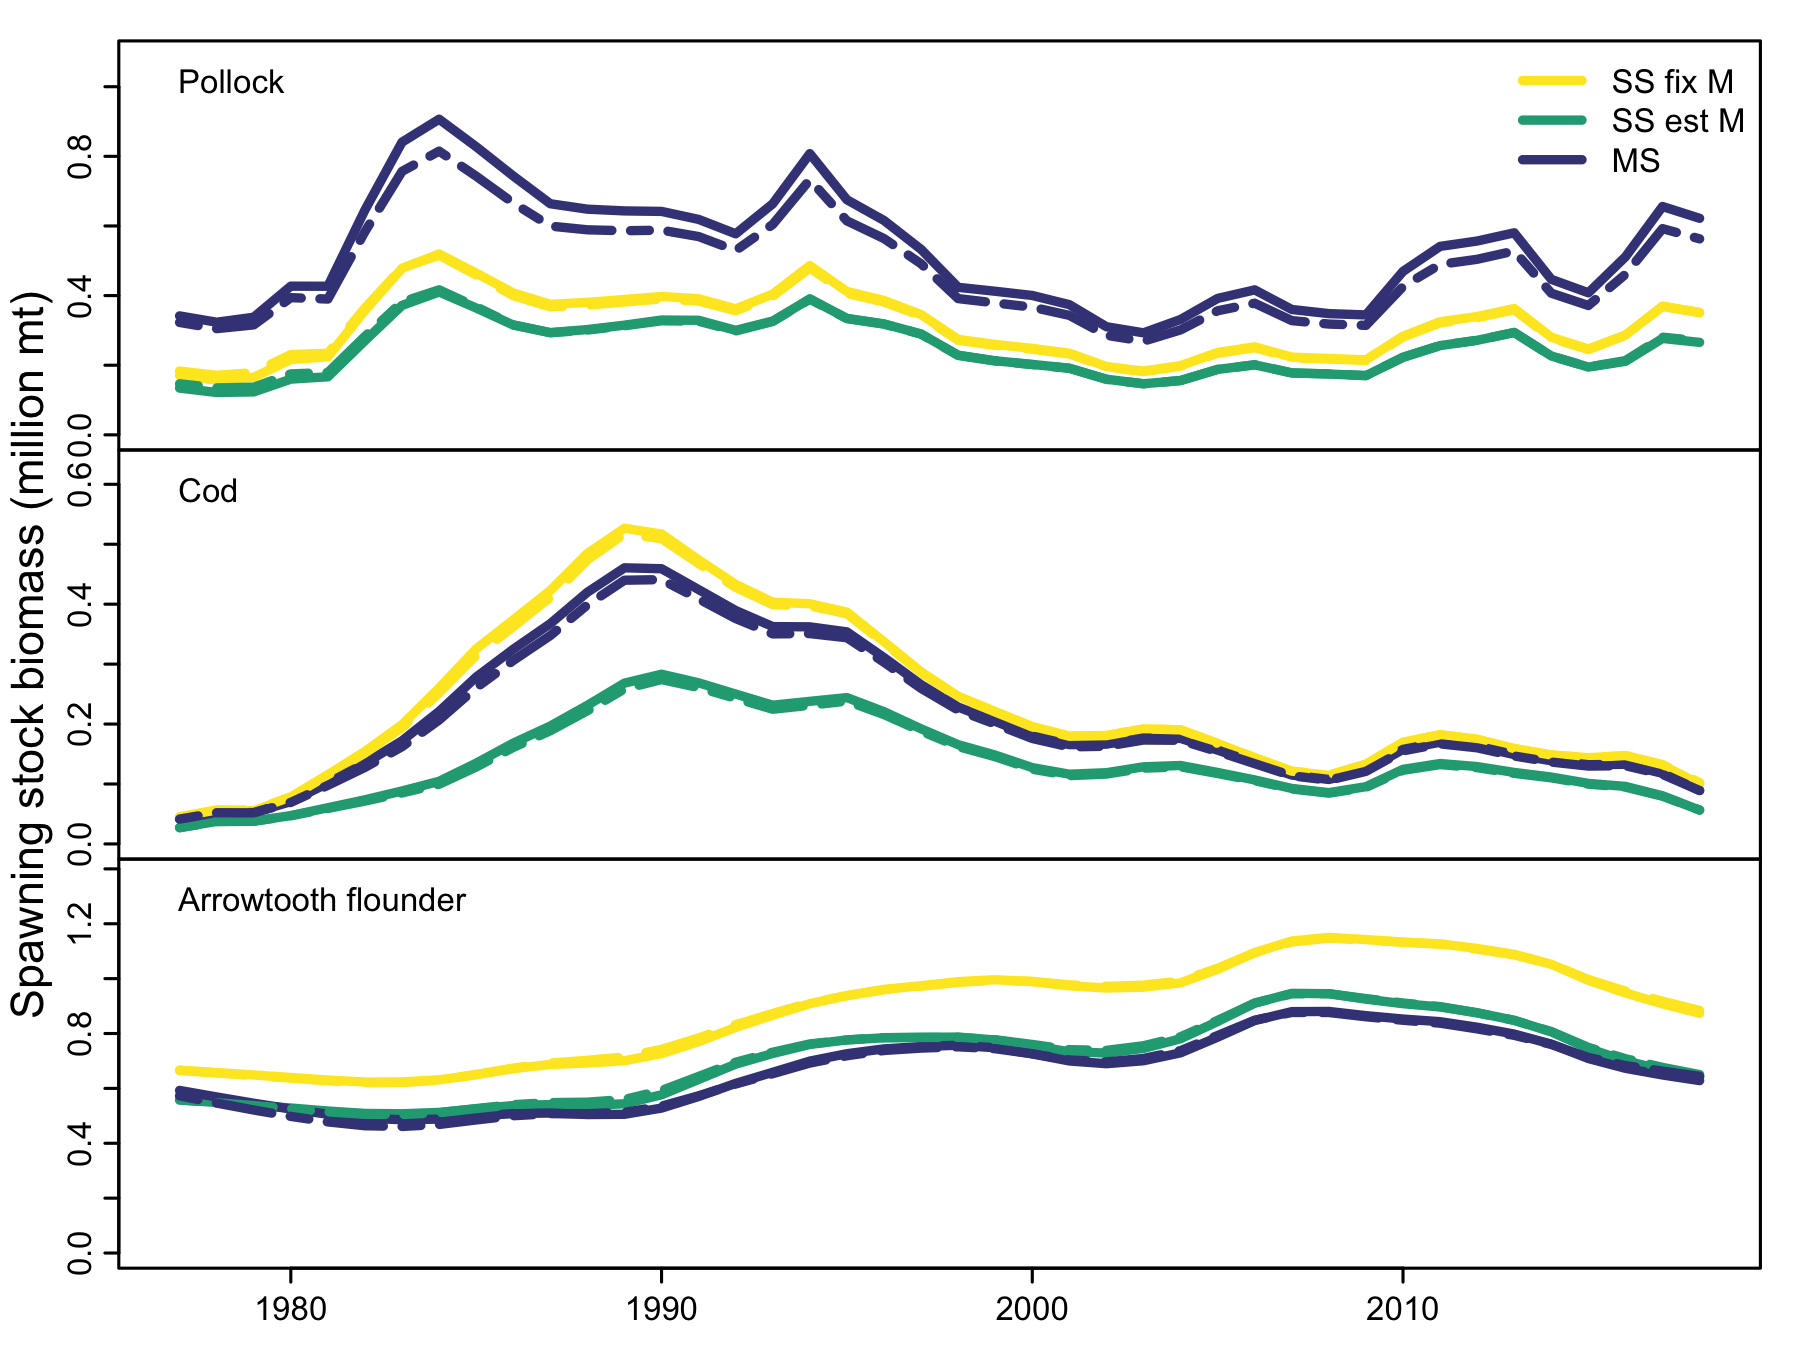 Spawning stock biomass (million mt)
Pollock
SS fix M
SS est M
MS
0.8
0.4
0.0
Cod
0.6
0.4
0.2
0.0
Arrowtooth flounder
1.2
0.8
0.4
0.0
1980 1990 2000 2010